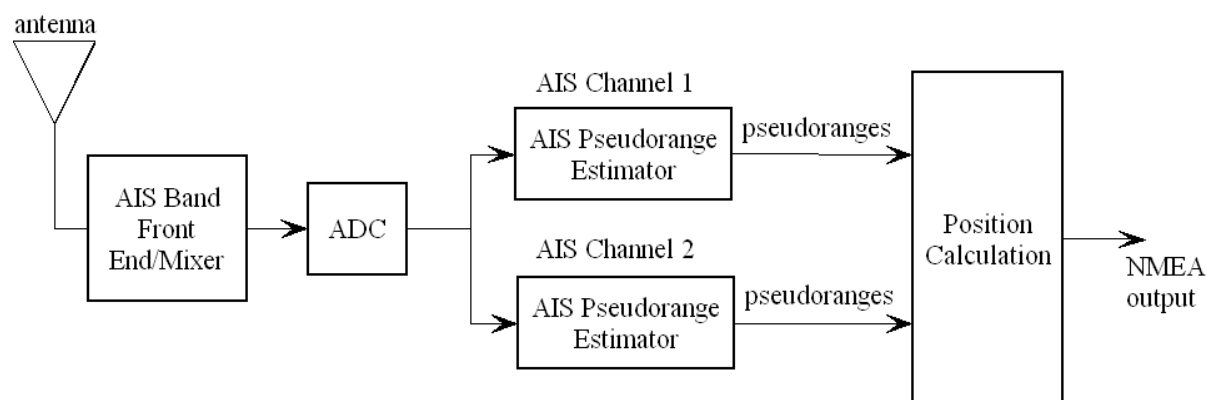 antenna
AIS Band
Front
End/Mixer
ADC
AIS Channel 1
AIS Pseudorange
Estimator
pseudoranges
AIS Channel 2
AIS Pseudorange
Estimator
pseudoranges
Position
Calculation
NMEA
output